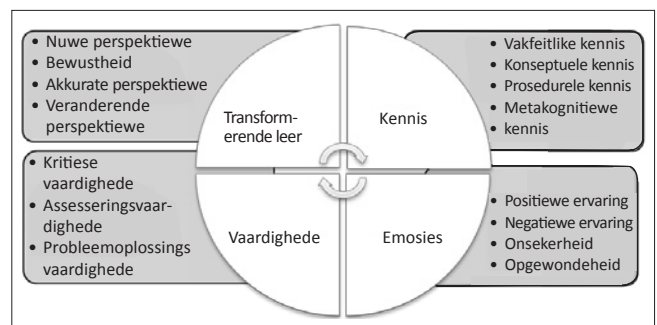 • Nuwe perspektiewe
• Bewustheid
• Akkurate perspektiewe
• Veranderende
perspektiewe
Transform-
erende leer
Kennis
• Vakfeitlike kennis
• Konseptuele kennis
• Prosedurele kennis
• Metakognitiewe
• kennis
• Kritiese
vaardighede
• Assesseringsvaar-
dighede
• Probleemoplossings
vaardighede
Vaardighede
Emosies
• Positiewe ervaring
• Negatiewe ervaring
• Onsekerheid
• Opgewondeheid